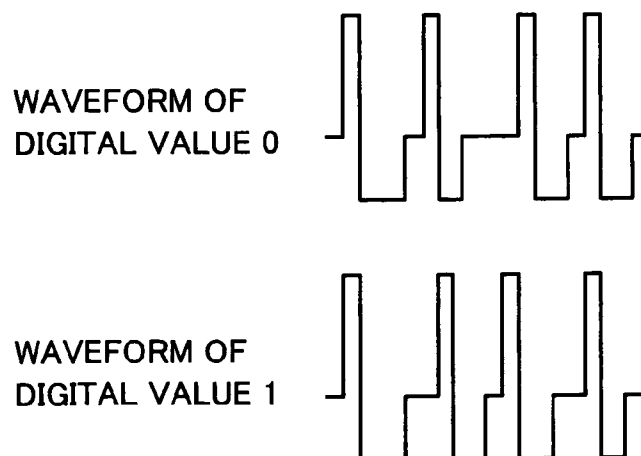 WAVEFORM OF
DIGITAL VALUE 0
WAVEFORM OF
DIGITAL VALUE 1